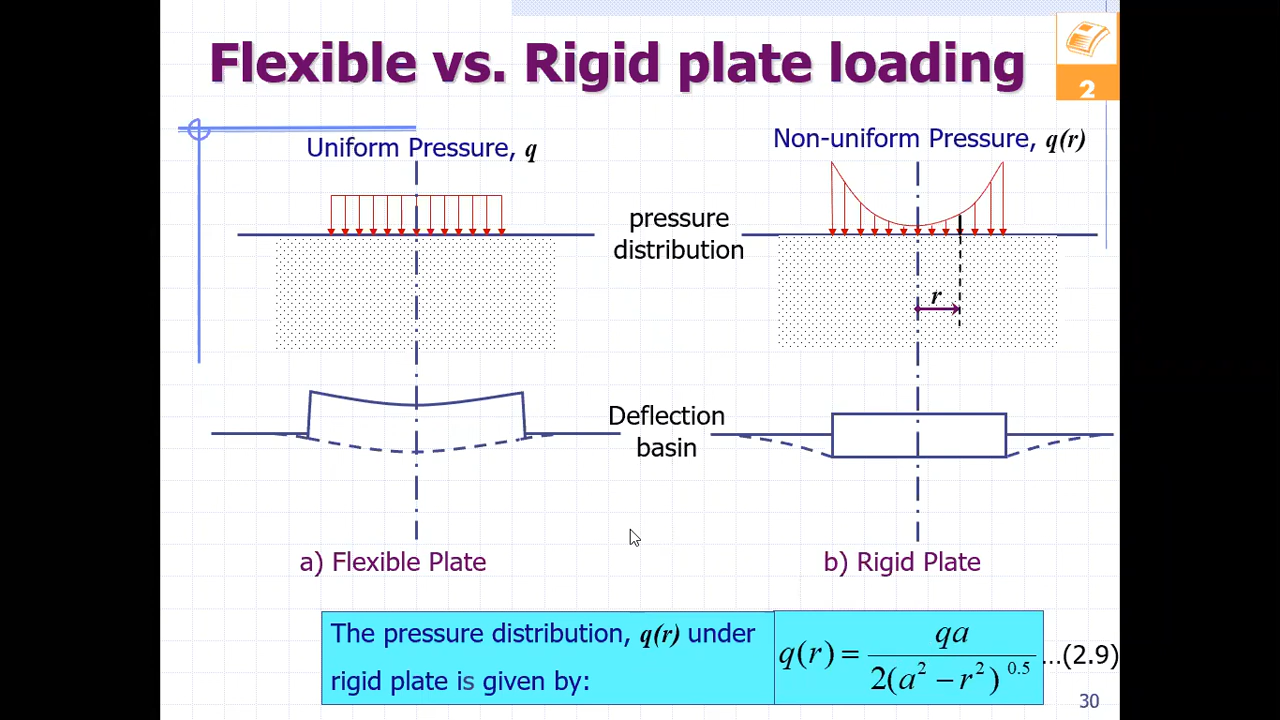 Flexible vs. Rigid plate loading
2
Uniform Pressure, q
Non-uniform Pressure, q(r)
pressure
distribution
r
Deflection
basin
a) Flexible Plate
b) Rigid Plate
The pressure distribution, q(r) under
rigid plate is given by:
q(r) = qa / 2(a² − r²)^0.5 ...(2.9)
30